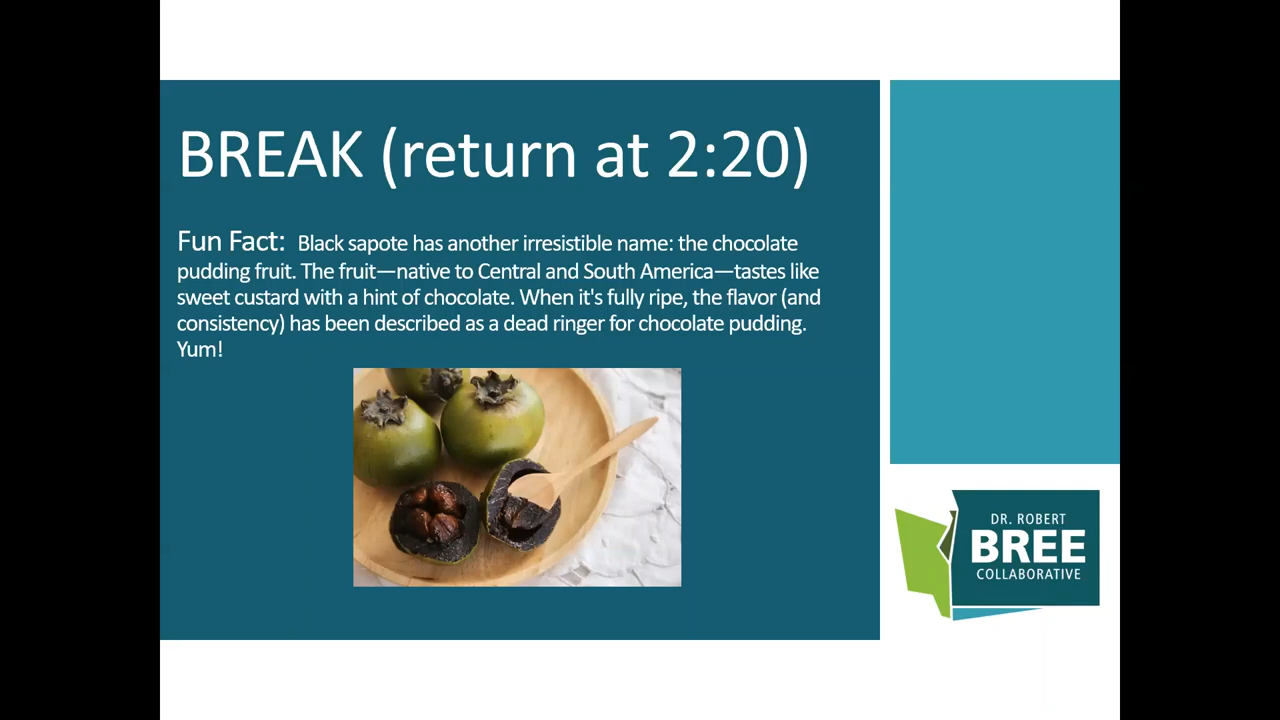 BREAK (return at 2:20)
Fun Fact: Black sapote has another irresistible name: the chocolate
pudding fruit. The fruit—native to Central and South America—tastes like
sweet custard with a hint of chocolate. When it's fully ripe, the flavor (and
consistency) has been described as a dead ringer for chocolate pudding.
Yum!
DR. ROBERT
BREE
COLLABORATIVE